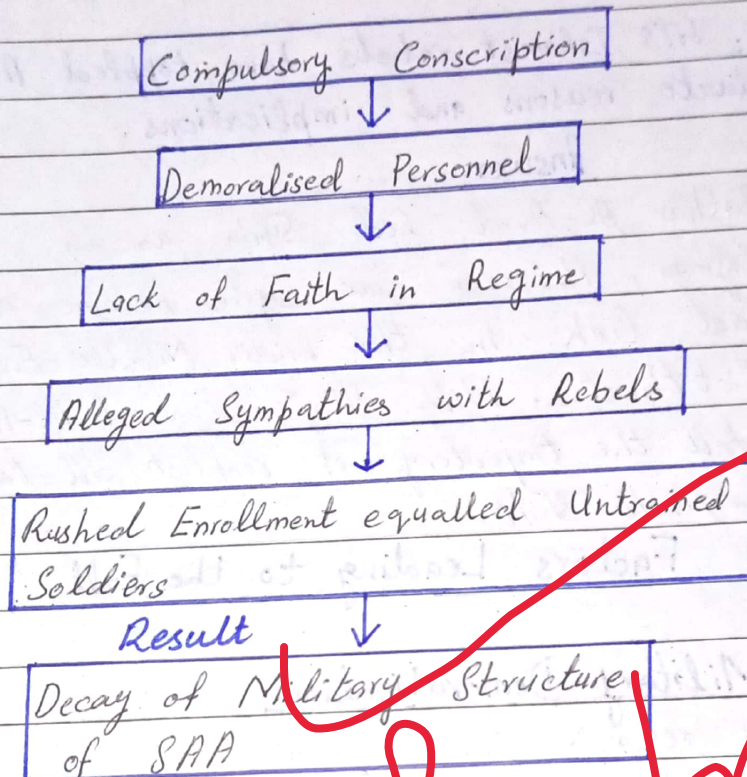 Compulsory Conscription
Demoralised Personnel
Lack of Faith in Regime
Alleged Sympathies with Rebels
Rushed Enrollment equalled Untrained
Soldiers
Result
Decay of Military Structure
of SAA